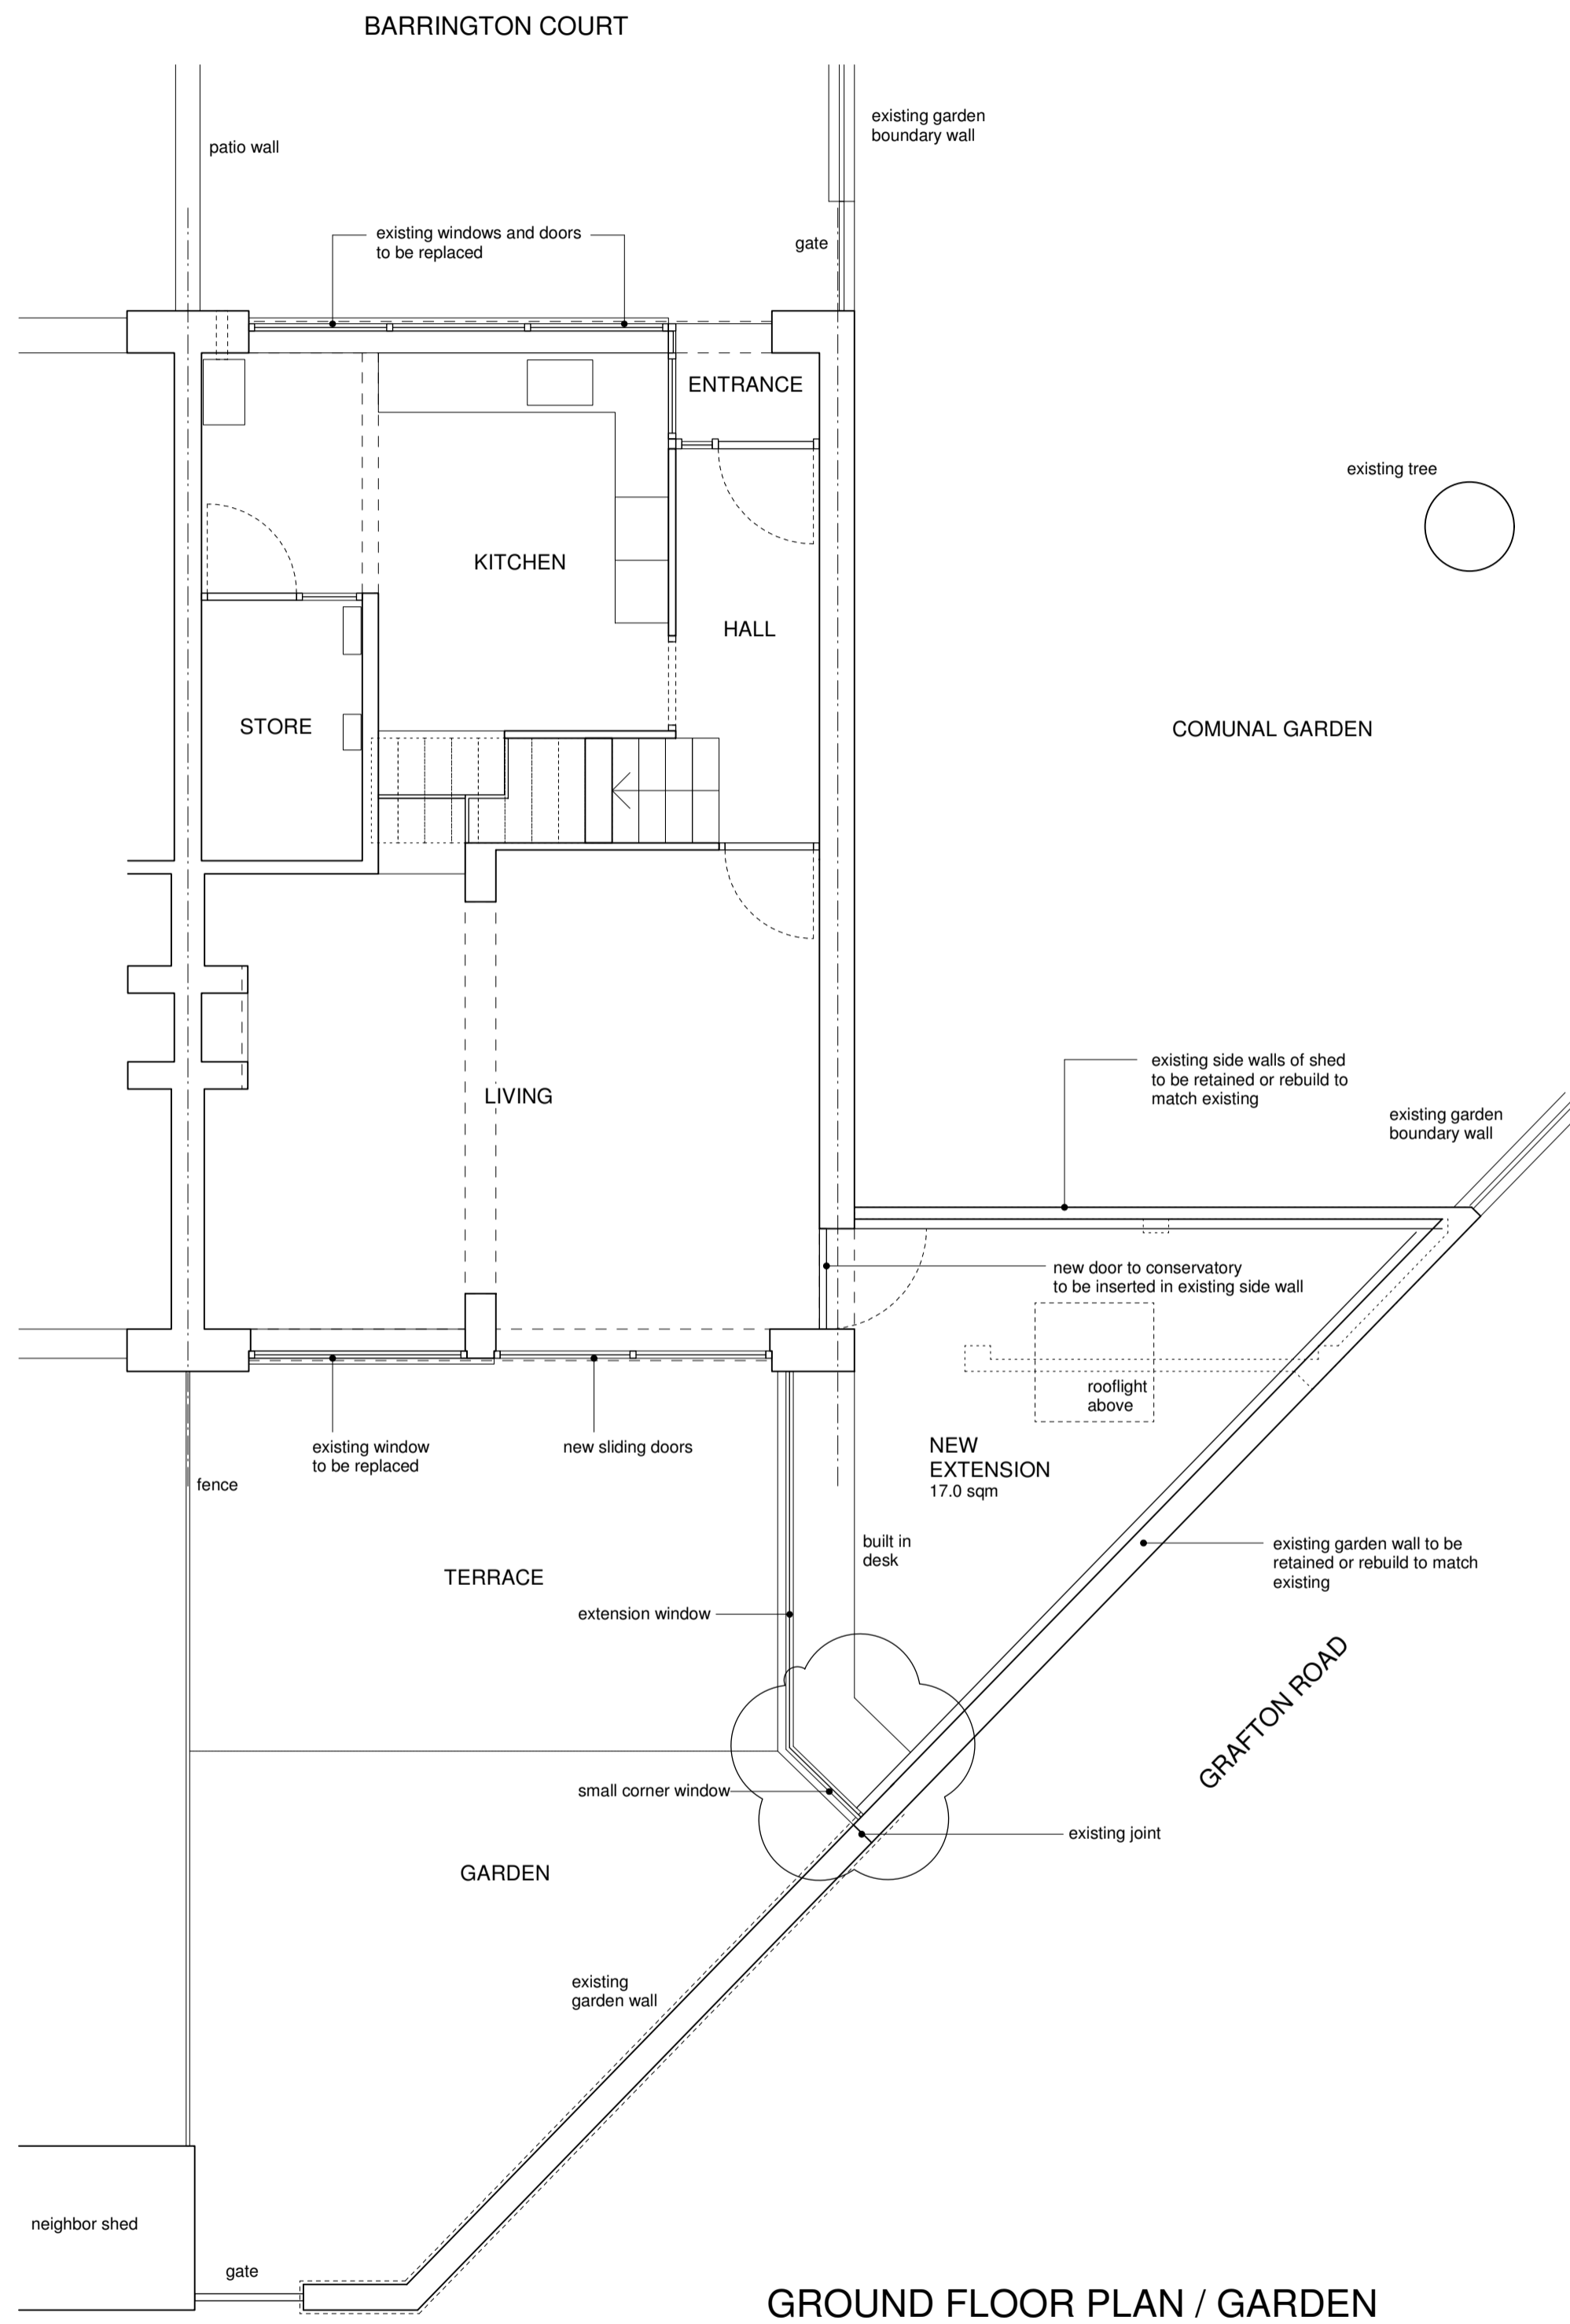 BARRINGTON COURT
existing garden
boundary wall
patio wall
existing windows and doors
to be replaced
gate
ENTRANCE
existing tree
KITCHEN
HALL
STORE
COMUNAL GARDEN
existing side walls of shed
to be retained or rebuild to
match existing
LIVING
existing garden
boundary wall
new door to conservatory
to be inserted in existing side wall
rooflight
above
existing window
to be replaced
new sliding doors
NEW
EXTENSION
17.0 sqm
fence
built in
desk
existing garden wall to be
retained or rebuild to match
existing
TERRACE
extension window
GRAFTON ROAD
small corner window
existing joint
GARDEN
existing
garden wall
neighbor shed
gate
GROUND FLOOR PLAN / GARDEN